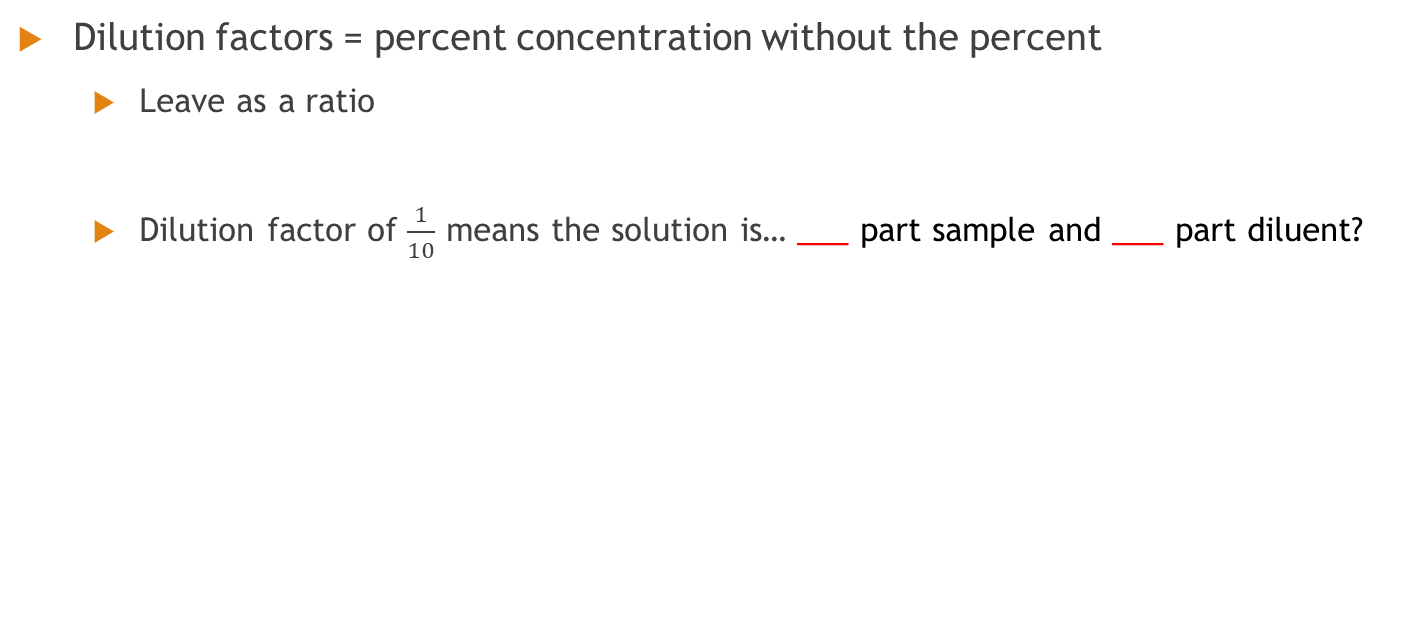 Dilution factors = percent concentration without the percent
Leave as a ratio
Dilution factor of 1/10 means the solution is... ___ part sample and ___ part diluent?